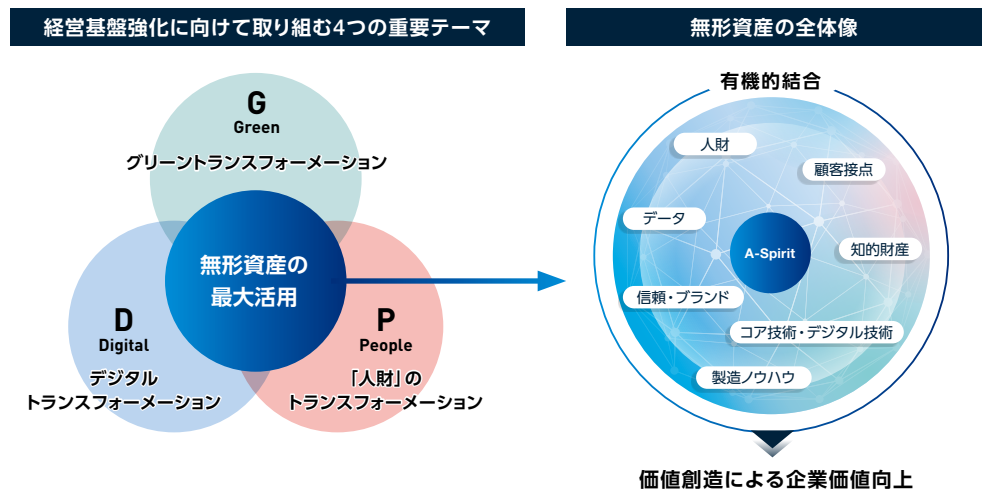 経営基盤強化に向けて取り組む4つの重要テーマ
G
Green
グリーントランスフォーメーション
無形資産の
最大活用
D
Digital
デジタル
トランスフォーメーション
P
People
「人財」の
トランスフォーメーション
無形資産の全体像
有機的結合
人財
顧客接点
データ
A-Spirit
知的財産
信頼・ブランド
コア技術・デジタル技術
製造ノウハウ
価値創造による企業価値向上